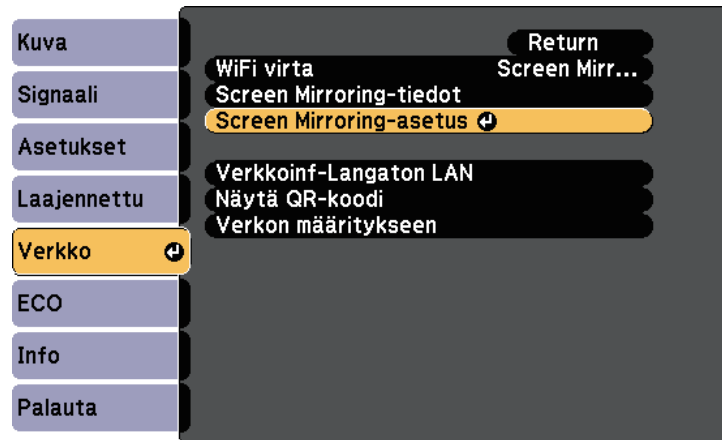 Kuva
Signaali
Asetukset
Laajennettu
Verkko
ECO
Info
Palauta
Return
WiFi virta Screen Mirr...
Screen Mirroring-tiedot
Screen Mirroring-asetus
Verkkoinf-Langaton LAN
Näytä QR-koodi
Verkon määritykseen